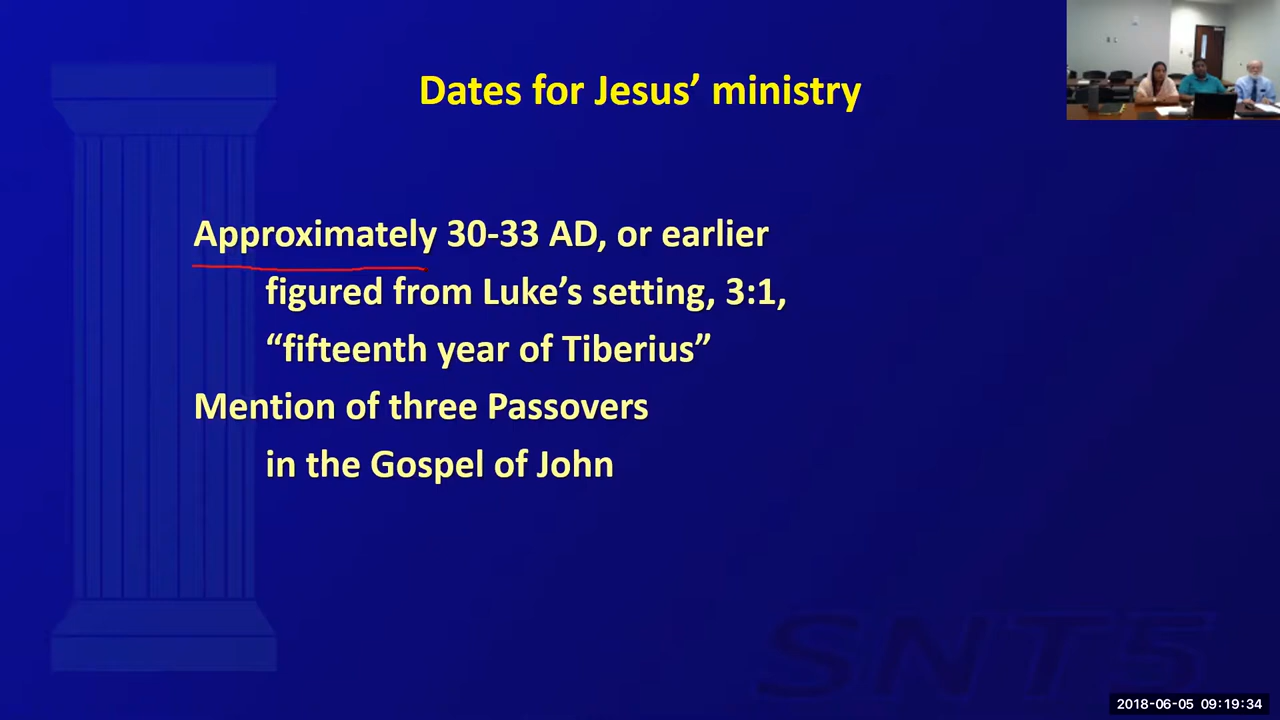 Dates for Jesus’ ministry
Approximately 30-33 AD, or earlier
figured from Luke’s setting, 3:1,
“fifteenth year of Tiberius”
Mention of three Passovers
in the Gospel of John
SNT5
2018-06-05 09:19:34